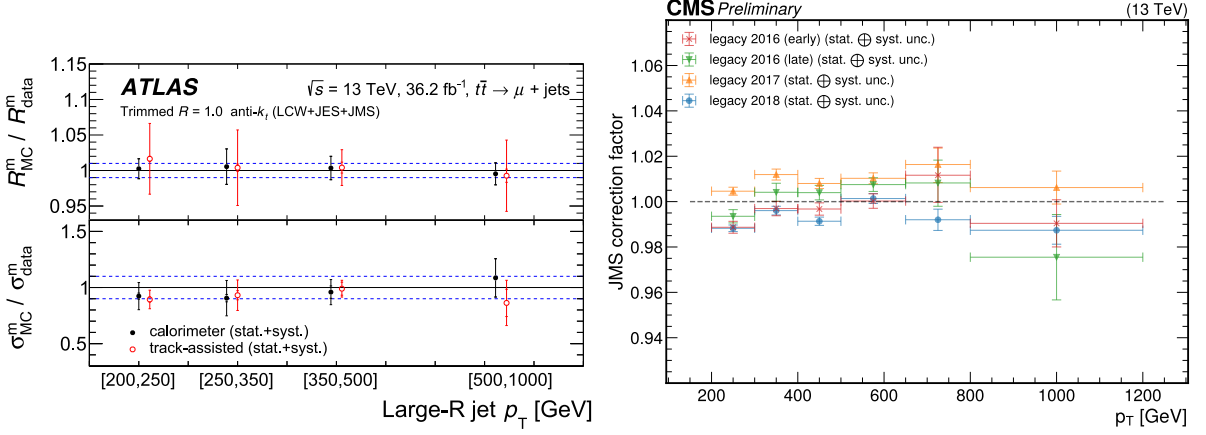 ATLAS
√s = 13 TeV, 36.2 fb⁻¹, tt̄ → μ + jets
Trimmed R = 1.0 anti-kₜ (LCW+JES+JMS)
R^m_MC / R^m_data
1.15
1.1
1.05
1
0.95
σ^m_MC / σ^m_data
1.5
1
0.5
calorimeter (stat.+syst.)
track-assisted (stat.+syst.)
[200,250] [250,350] [350,500] [500,1000]
Large-R jet p_T [GeV]
CMS Preliminary (13 TeV)
legacy 2016 (early) (stat. ⊕ syst. unc.)
legacy 2016 (late) (stat. ⊕ syst. unc.)
legacy 2017 (stat. ⊕ syst. unc.)
legacy 2018 (stat. ⊕ syst. unc.)
JMS correction factor
1.06
1.04
1.02
1.00
0.98
0.96
0.94
200 400 600 800 1000 1200
p_T [GeV]